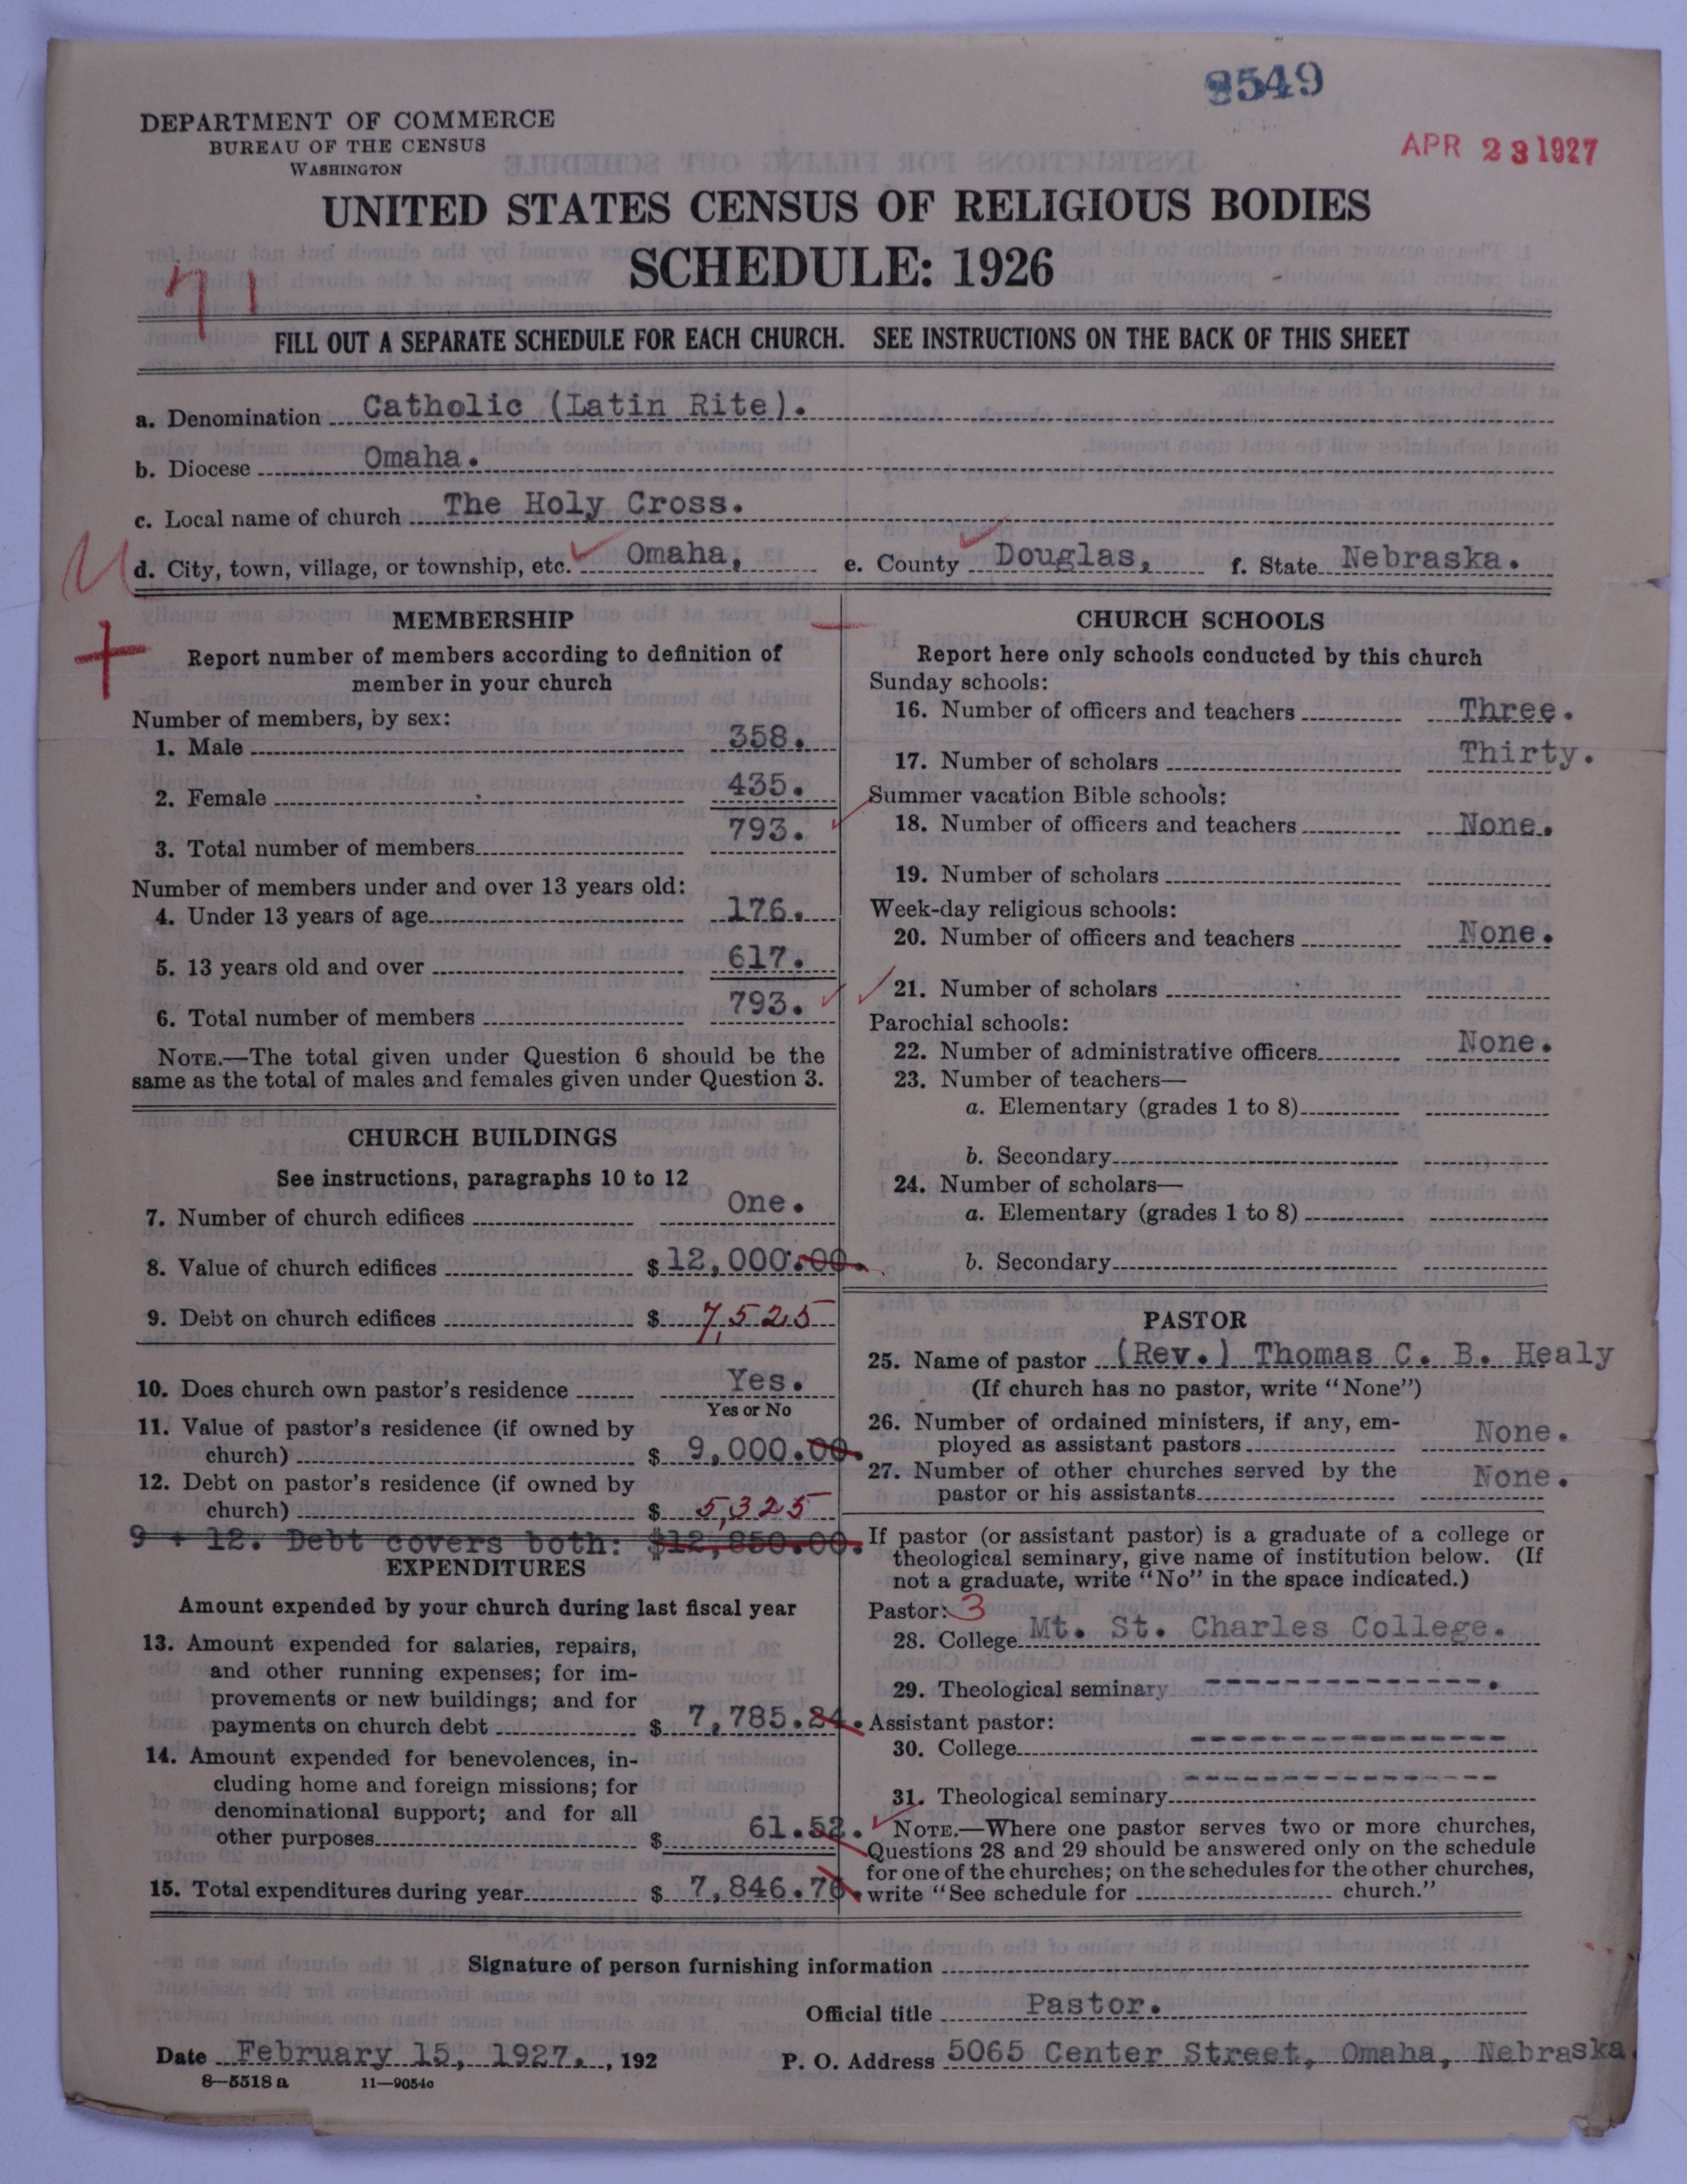 8549
DEPARTMENT OF COMMERCE
BUREAU OF THE CENSUS
WASHINGTON
APR 23 1927
UNITED STATES CENSUS OF RELIGIOUS BODIES
SCHEDULE: 1926
71
FILL OUT A SEPARATE SCHEDULE FOR EACH CHURCH. SEE INSTRUCTIONS ON THE BACK OF THIS SHEET
a. Denomination Catholic (Latin Rite).
b. Diocese Omaha.
c. Local name of church The Holy Cross.
d. City, town, village, or township, etc. Omaha, e. County Douglas, f. State Nebraska.
MEMBERSHIP
Report number of members according to definition of
member in your church
Number of members, by sex:
1. Male 358.
2. Female 435.
3. Total number of members 793.
Number of members under and over 13 years old:
4. Under 13 years of age 176.
5. 13 years old and over 617.
6. Total number of members 793.
NOTE.—The total given under Question 6 should be the
same as the total of males and females given under Question 3.
CHURCH BUILDINGS
See instructions, paragraphs 10 to 12
7. Number of church edifices One.
8. Value of church edifices $12,000.00.
9. Debt on church edifices $ 7,525
10. Does church own pastor's residence Yes.
Yes or No
11. Value of pastor's residence (if owned by
church) $ 9,000.00.
12. Debt on pastor's residence (if owned by
church) $ 5,325
9 + 12. Debt covers both: $12,850.00.
EXPENDITURES
Amount expended by your church during last fiscal year
13. Amount expended for salaries, repairs,
and other running expenses; for im-
provements or new buildings; and for
payments on church debt $ 7,785.24.
14. Amount expended for benevolences, in-
cluding home and foreign missions; for
denominational support; and for all
other purposes $ 61.52.
15. Total expenditures during year $ 7,846.76.
CHURCH SCHOOLS
Report here only schools conducted by this church
Sunday schools:
16. Number of officers and teachers Three.
17. Number of scholars Thirty.
Summer vacation Bible schools:
18. Number of officers and teachers None.
19. Number of scholars
Week-day religious schools:
20. Number of officers and teachers None.
21. Number of scholars
Parochial schools:
22. Number of administrative officers None.
23. Number of teachers—
a. Elementary (grades 1 to 8)
b. Secondary
24. Number of scholars—
a. Elementary (grades 1 to 8)
b. Secondary
PASTOR
25. Name of pastor (Rev.) Thomas C. B. Healy
(If church has no pastor, write "None")
26. Number of ordained ministers, if any, em-
ployed as assistant pastors None.
27. Number of other churches served by the
pastor or his assistants None.
If pastor (or assistant pastor) is a graduate of a college or
theological seminary, give name of institution below. (If
not a graduate, write "No" in the space indicated.)
Pastor: 3
28. College Mt. St. Charles College.
29. Theological seminary --------------.
Assistant pastor:
30. College ---------------
31. Theological seminary ---------------
NOTE.—Where one pastor serves two or more churches,
Questions 28 and 29 should be answered only on the schedule
for one of the churches; on the schedules for the other churches,
write "See schedule for church."
Signature of person furnishing information
Official title Pastor.
Date February 15, 1927., 192 P. O. Address 5065 Center Street, Omaha, Nebraska.
8—5518 a 11—9054c